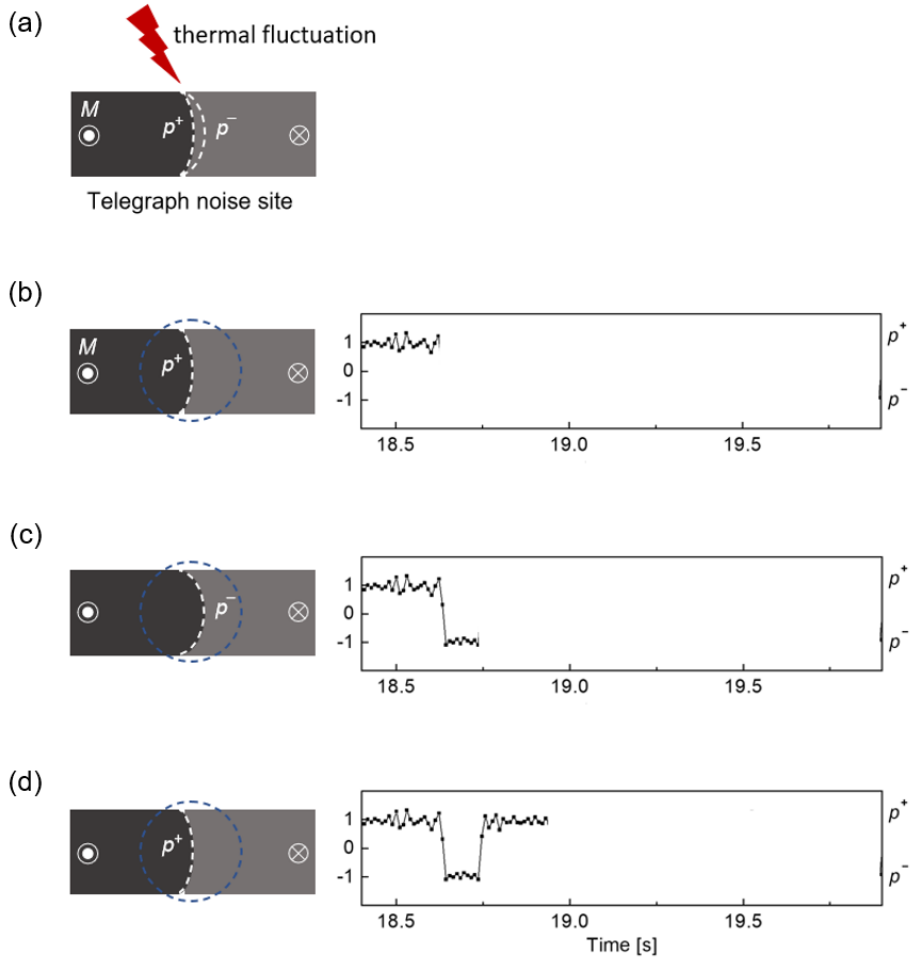 (a)
thermal fluctuation
M
p⁺ p⁻
Telegraph noise site
(b)
M
p⁺
1
0
-1
p⁺
p⁻
18.5 19.0 19.5
(c)
p⁻
1
0
-1
p⁺
p⁻
18.5 19.0 19.5
(d)
p⁺
1
0
-1
p⁺
p⁻
18.5 19.0 19.5
Time [s]